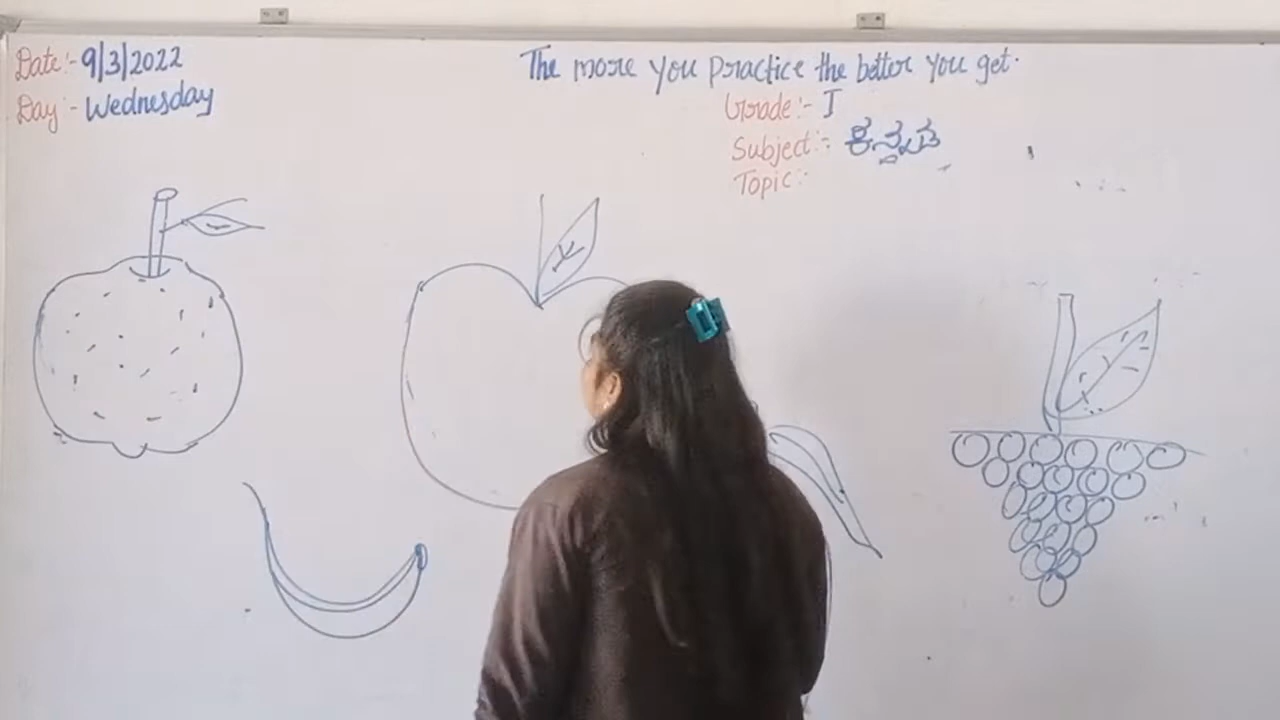 Date:- 9/3/2022
Day:- Wednesday
The more you practice the better you get.
Grade:- I
Subject:- ಕನ್ನಡ
Topic:-